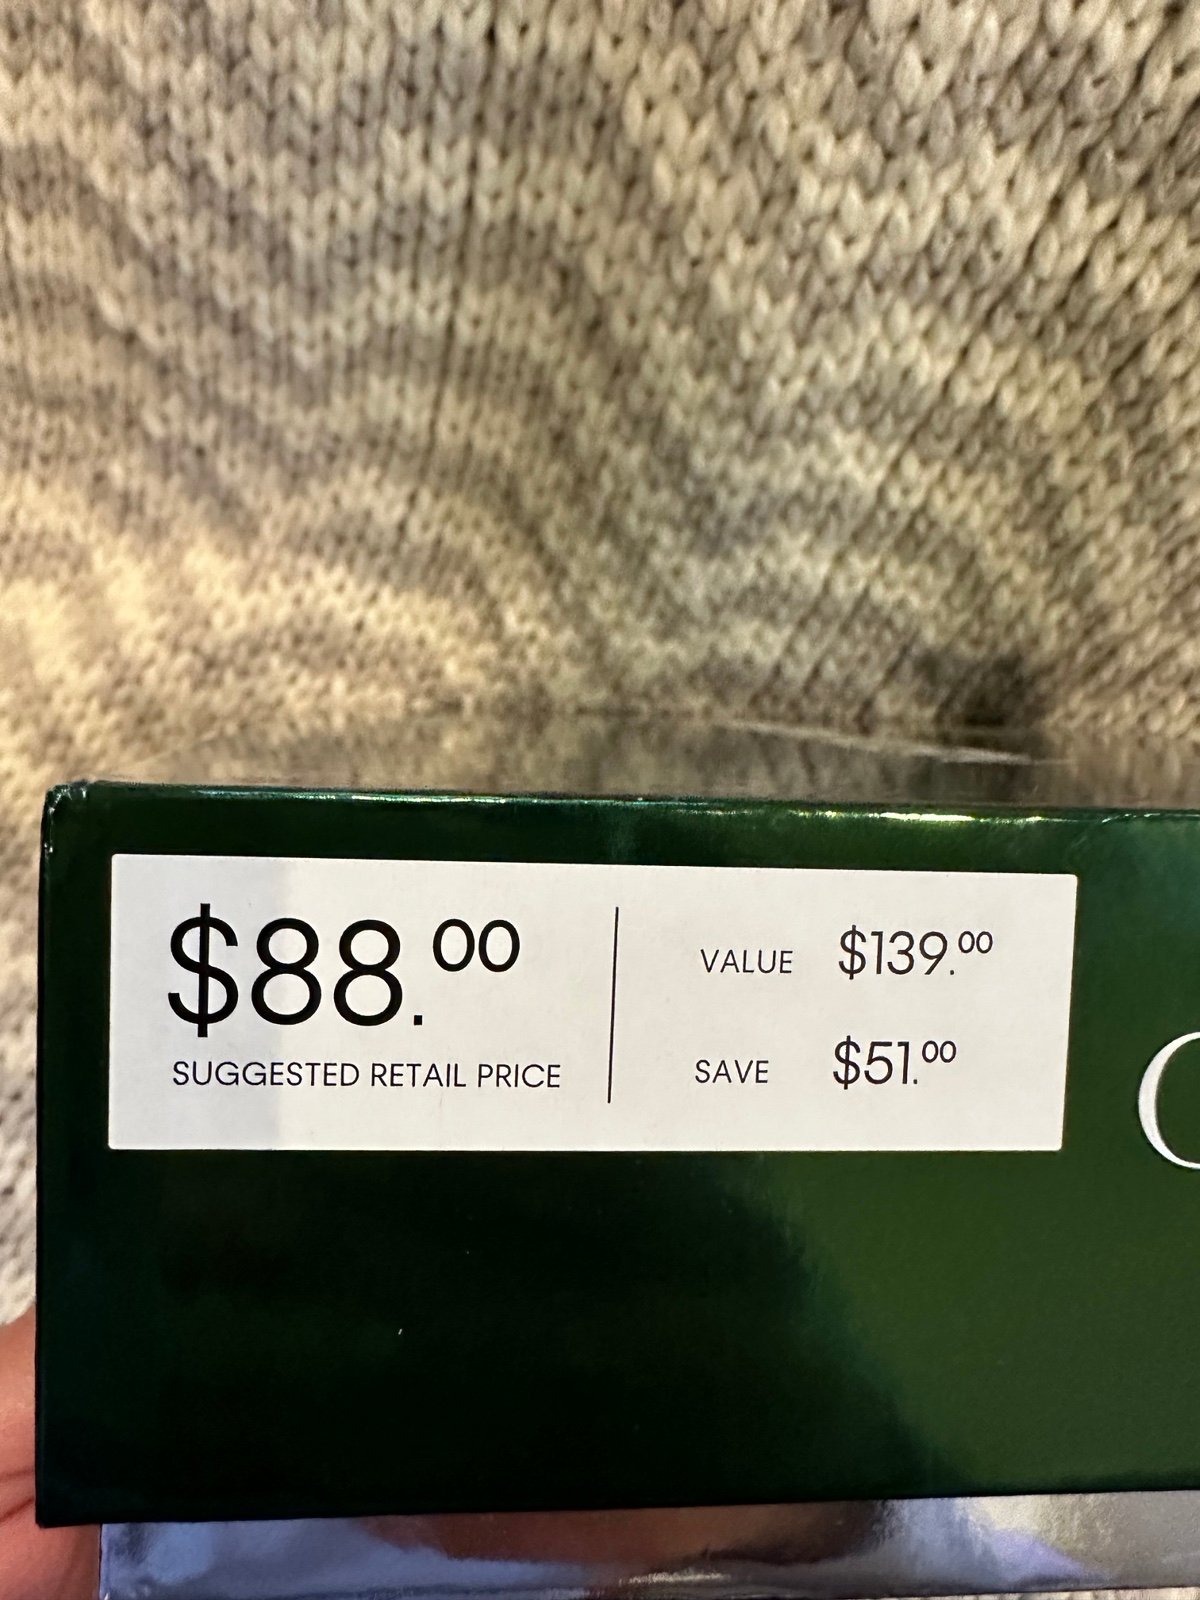 $88.00
SUGGESTED RETAIL PRICE
VALUE $139.00
SAVE $51.00